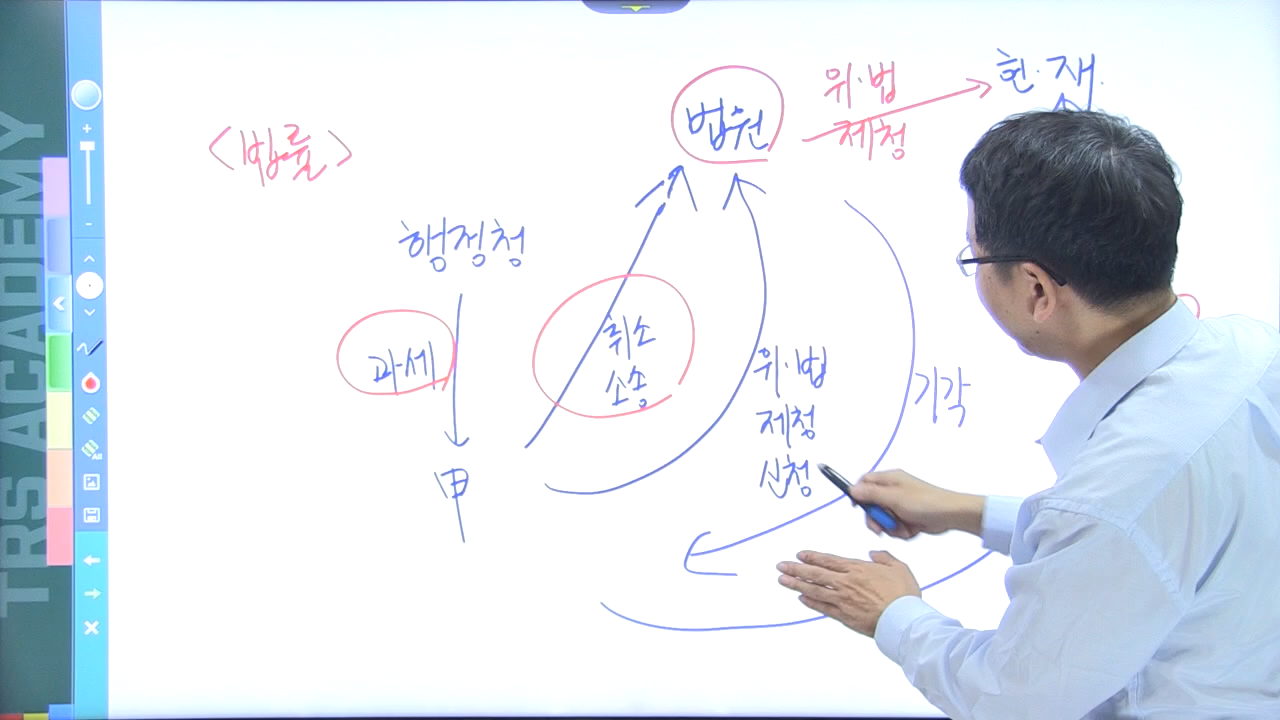 위·법
제청
헌·재.
법원
<법률>
행정청
과세
취소
소송
위·법
제청
신청
기각
甲
TRS ACADEMY
All